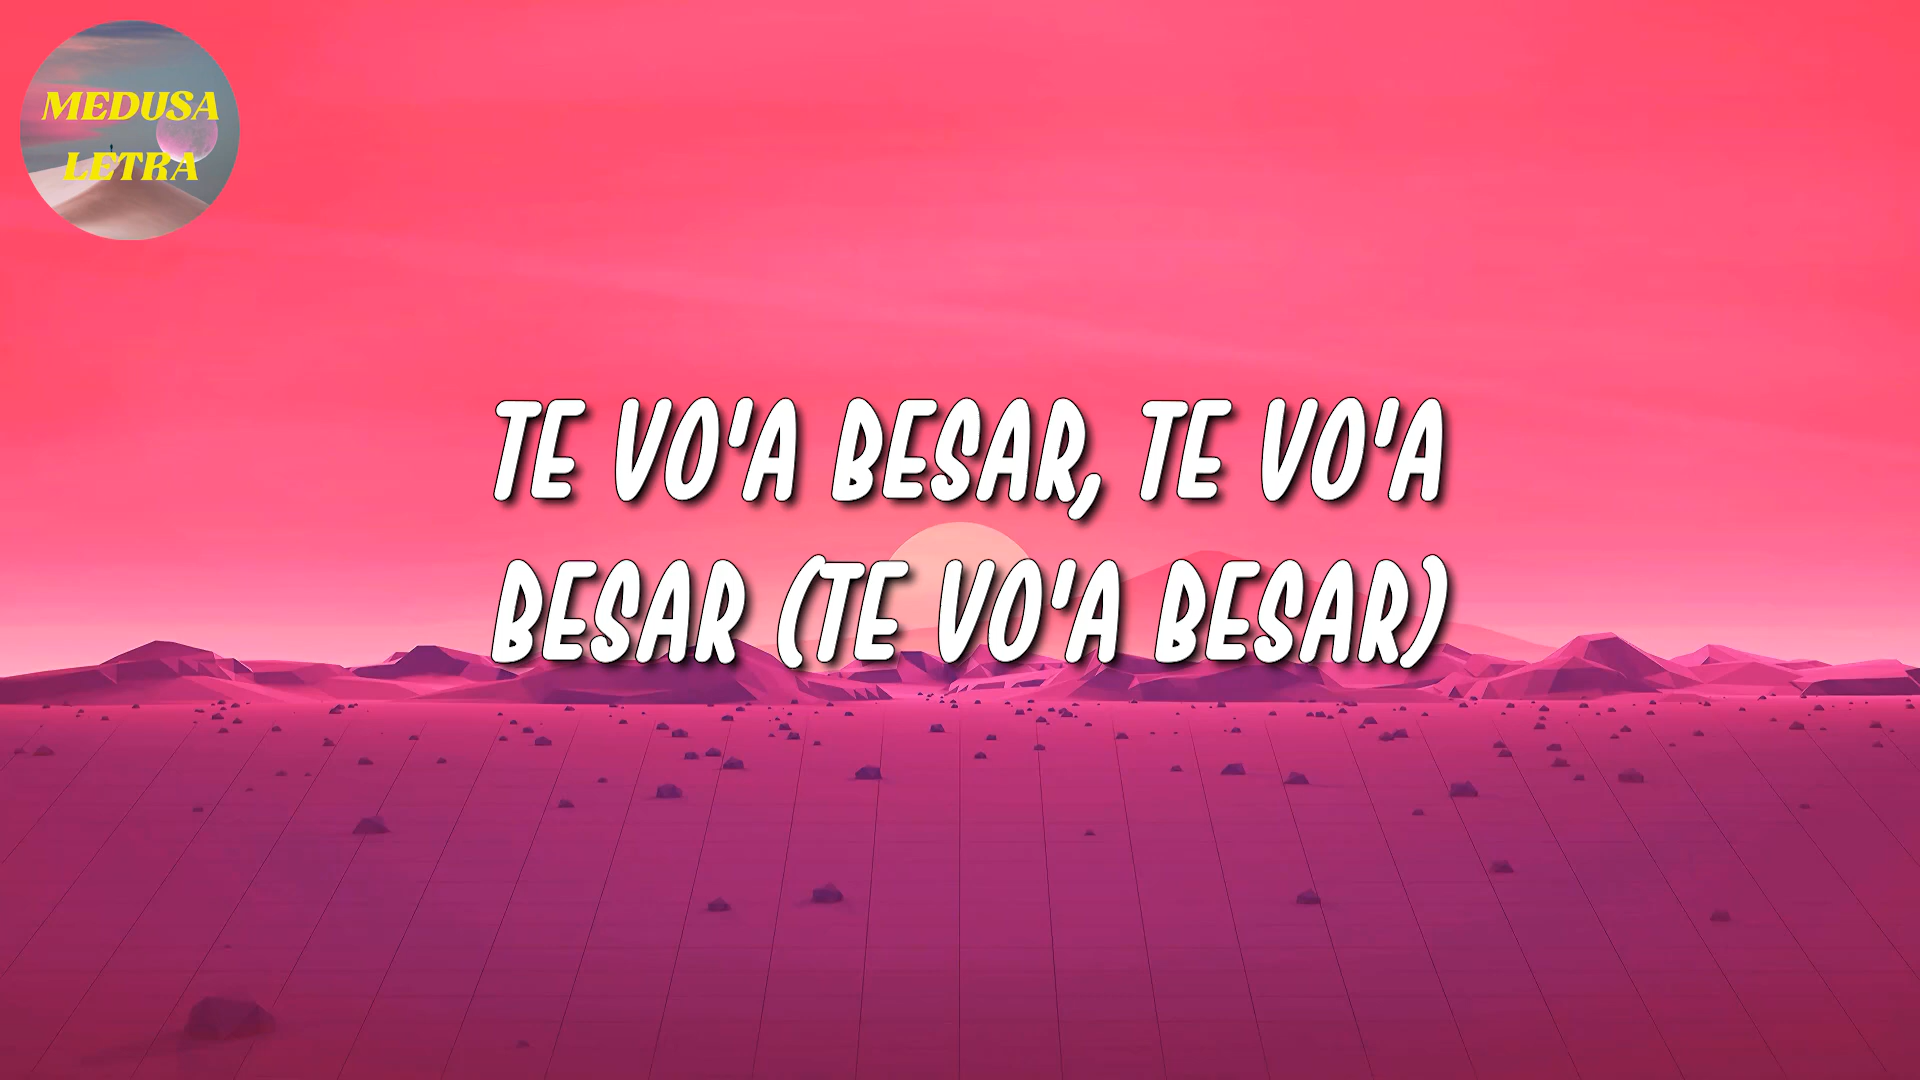 MEDUSA
LETRA
TE VO'A BESAR, TE VO'A
BESAR (TE VO'A BESAR)